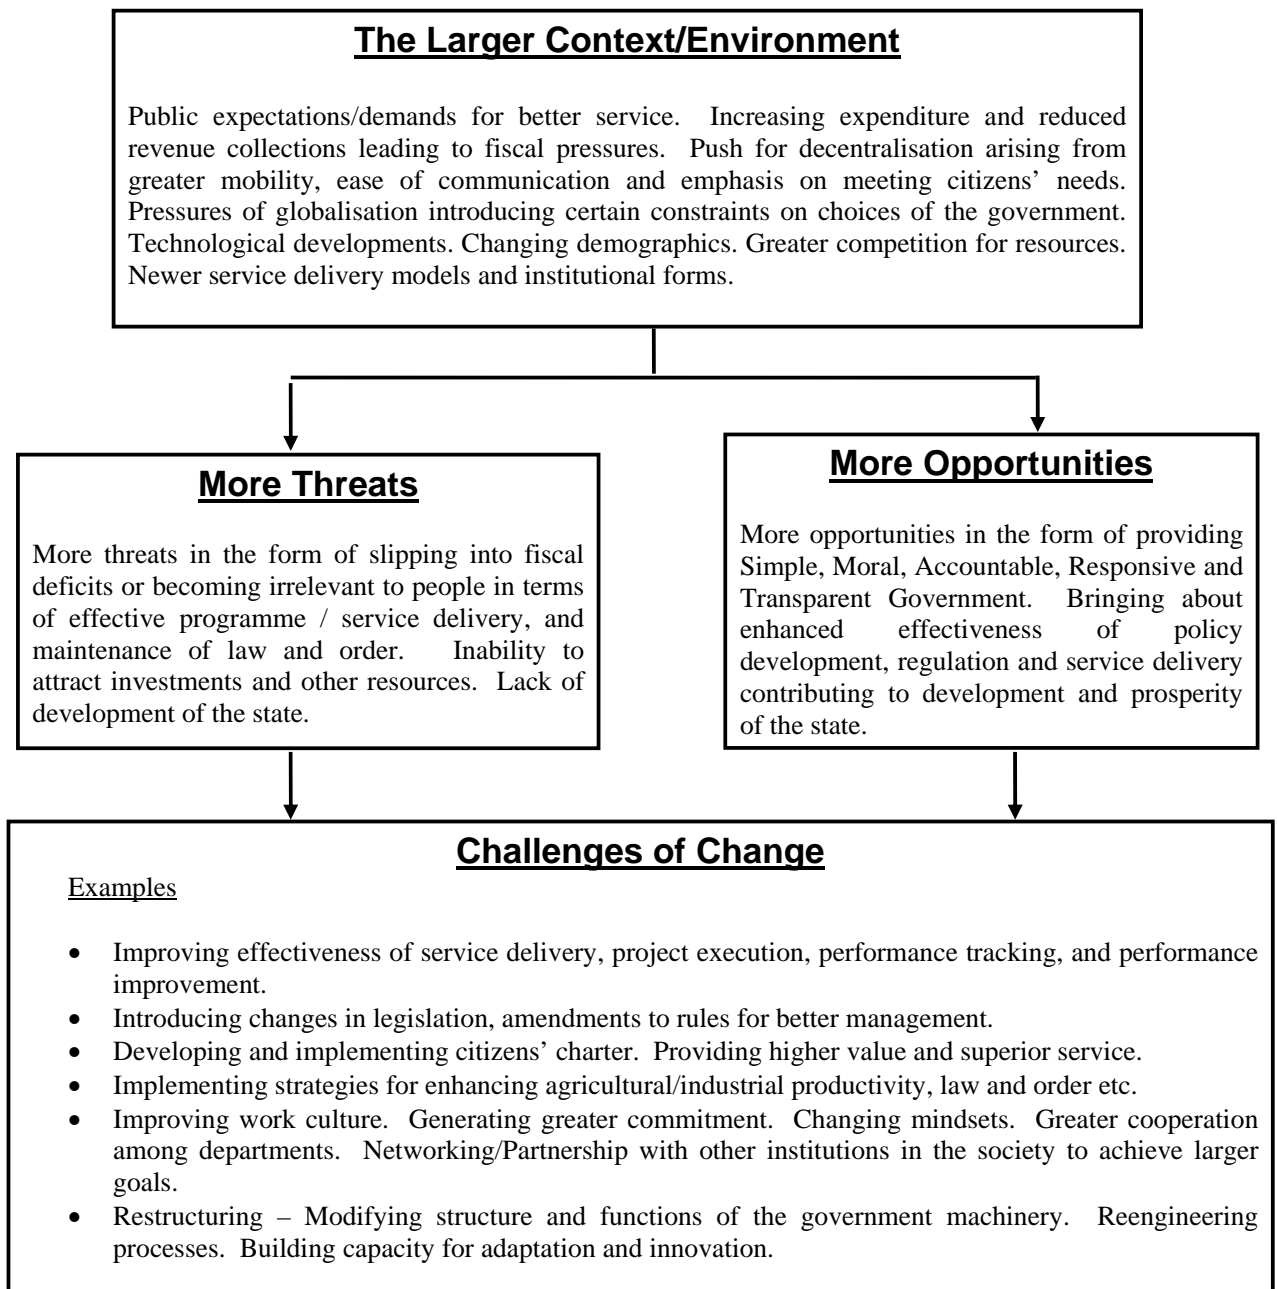 The Larger Context/Environment
Public expectations/demands for better service. Increasing expenditure and reduced
revenue collections leading to fiscal pressures. Push for decentralisation arising from
greater mobility, ease of communication and emphasis on meeting citizens’ needs.
Pressures of globalisation introducing certain constraints on choices of the government.
Technological developments. Changing demographics. Greater competition for resources.
Newer service delivery models and institutional forms.
More Threats
More threats in the form of slipping into fiscal
deficits or becoming irrelevant to people in terms
of effective programme / service delivery, and
maintenance of law and order. Inability to
attract investments and other resources. Lack of
development of the state.
More Opportunities
More opportunities in the form of providing
Simple, Moral, Accountable, Responsive and
Transparent Government. Bringing about
enhanced effectiveness of policy
development, regulation and service delivery
contributing to development and prosperity
of the state.
Challenges of Change
Examples
• Improving effectiveness of service delivery, project execution, performance tracking, and performance
improvement.
• Introducing changes in legislation, amendments to rules for better management.
• Developing and implementing citizens’ charter. Providing higher value and superior service.
• Implementing strategies for enhancing agricultural/industrial productivity, law and order etc.
• Improving work culture. Generating greater commitment. Changing mindsets. Greater cooperation
among departments. Networking/Partnership with other institutions in the society to achieve larger
goals.
• Restructuring – Modifying structure and functions of the government machinery. Reengineering
processes. Building capacity for adaptation and innovation.